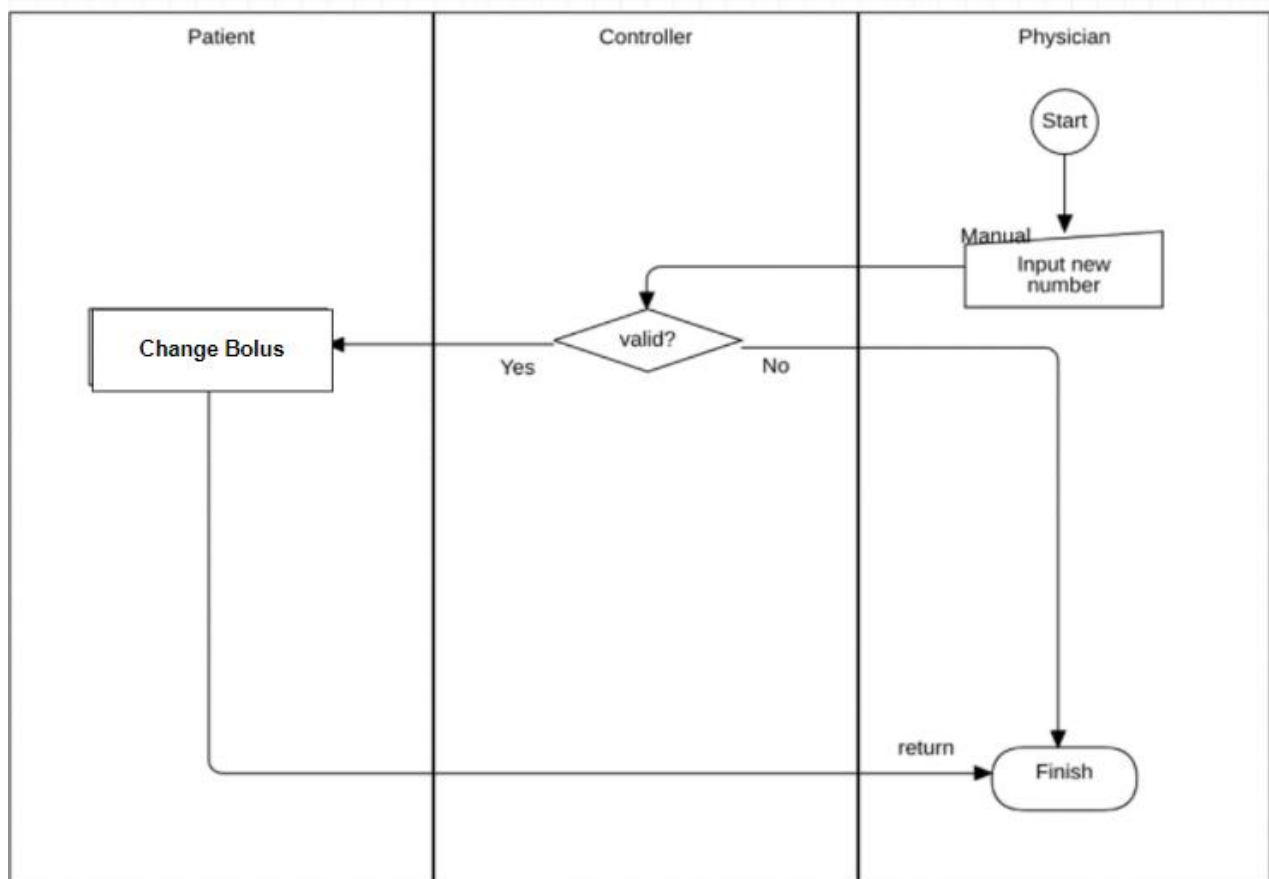 Patient
Controller
Physician
Start
Manual
Input new
number
valid?
Change Bolus
Yes
No
return
Finish